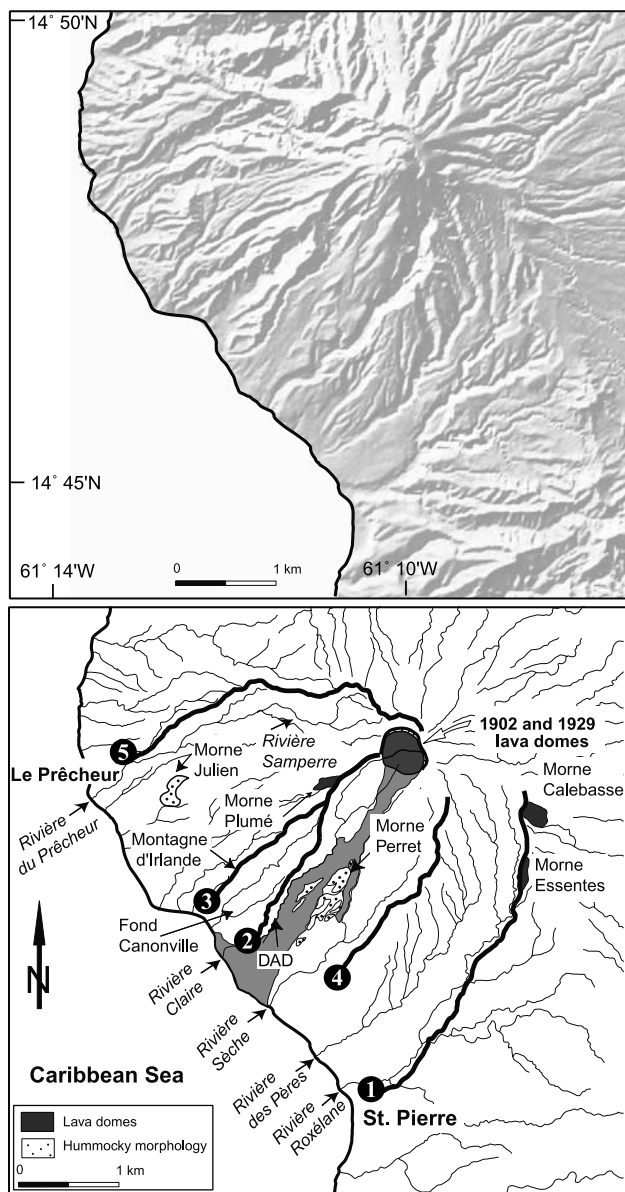 14° 50'N
14° 45'N
61° 14'W
0
1 km
61° 10'W
1902 and 1929
lava domes
5
Morne
Julien
Rivière
Samperre
Le Prêcheur
Morne
Calebasse
Morne
Plumé
Morne
Perret
Rivière
du Prêcheur
Montagne
d'Irlande
Morne
Essentes
3
Fond
Canonville
2
DAD
4
N
Rivière
Claire
Rivière
Sèche
Caribbean Sea
Rivière
des Pères
1
Rivière
Roxélane
St. Pierre
Lava domes
Hummocky morphology
0
1 km